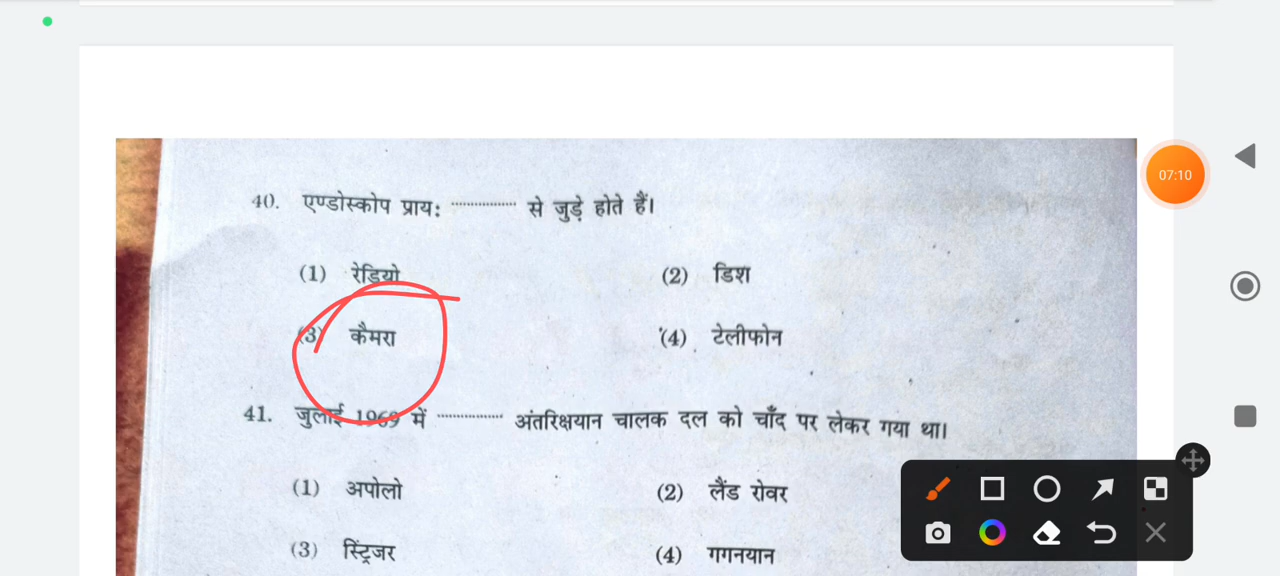 07:10
40. एण्डोस्कोप प्राय: ............... से जुड़े होते हैं।
(1) रेडियो (2) डिश
(3) कैमरा (4) टेलीफोन
41. जुलाई 1969 में ............... अंतरिक्षयान चालक दल को चाँद पर लेकर गया था।
(1) अपोलो (2) लैंड रोवर
(3) स्ट्रिंजर (4) गगनयान